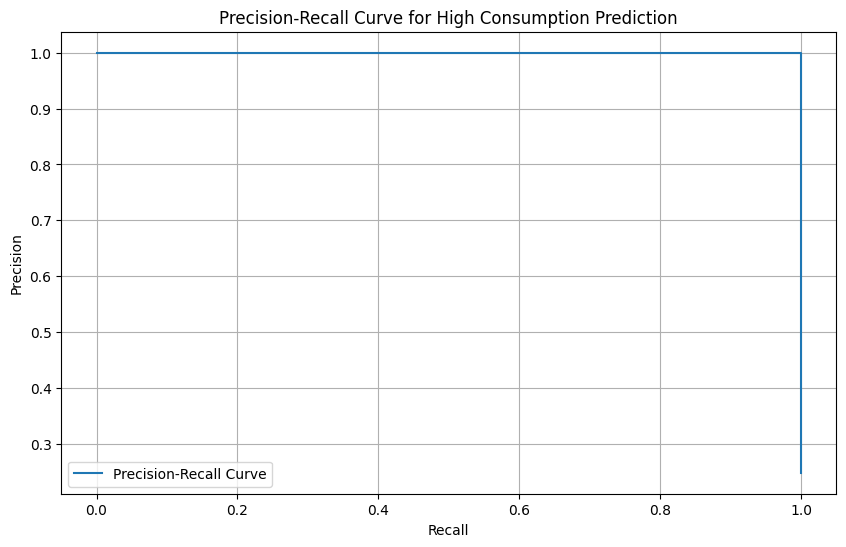 Precision-Recall Curve for High Consumption Prediction
1.0
0.9
0.8
0.7
0.6
0.5
0.4
0.3
Precision
Precision-Recall Curve
0.0 0.2 0.4 0.6 0.8 1.0
Recall